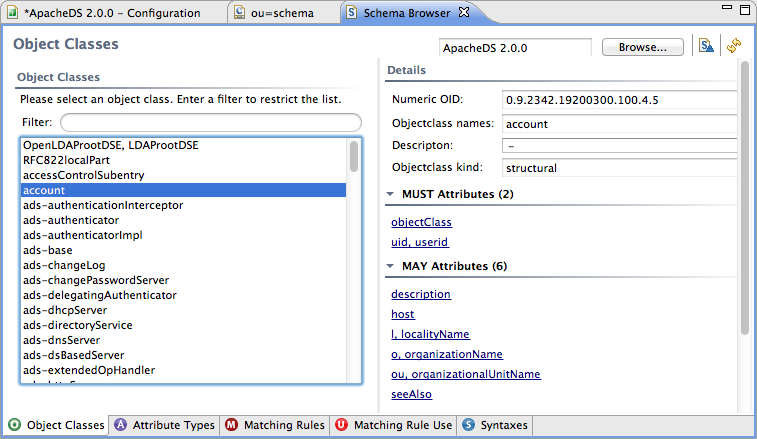 *ApacheDS 2.0.0 - Configuration
ou=schema
Schema Browser
Object Classes
ApacheDS 2.0.0
Browse...
Object Classes
Please select an object class. Enter a filter to restrict the list.
Filter:
OpenLDAProotDSE, LDAProotDSE
RFC822localPart
accessControlSubentry
account
ads-authenticationInterceptor
ads-authenticator
ads-authenticatorImpl
ads-base
ads-changeLog
ads-changePasswordServer
ads-delegatingAuthenticator
ads-dhcpServer
ads-directoryService
ads-dnsServer
ads-dsBasedServer
ads-extendedOpHandler
Details
Numeric OID: 0.9.2342.19200300.100.4.5
Objectclass names: account
Descripton: -
Objectclass kind: structural
MUST Attributes (2)
objectClass
uid, userid
MAY Attributes (6)
description
host
l, localityName
o, organizationName
ou, organizationalUnitName
seeAlso
O Object Classes
A Attribute Types
M Matching Rules
U Matching Rule Use
S Syntaxes